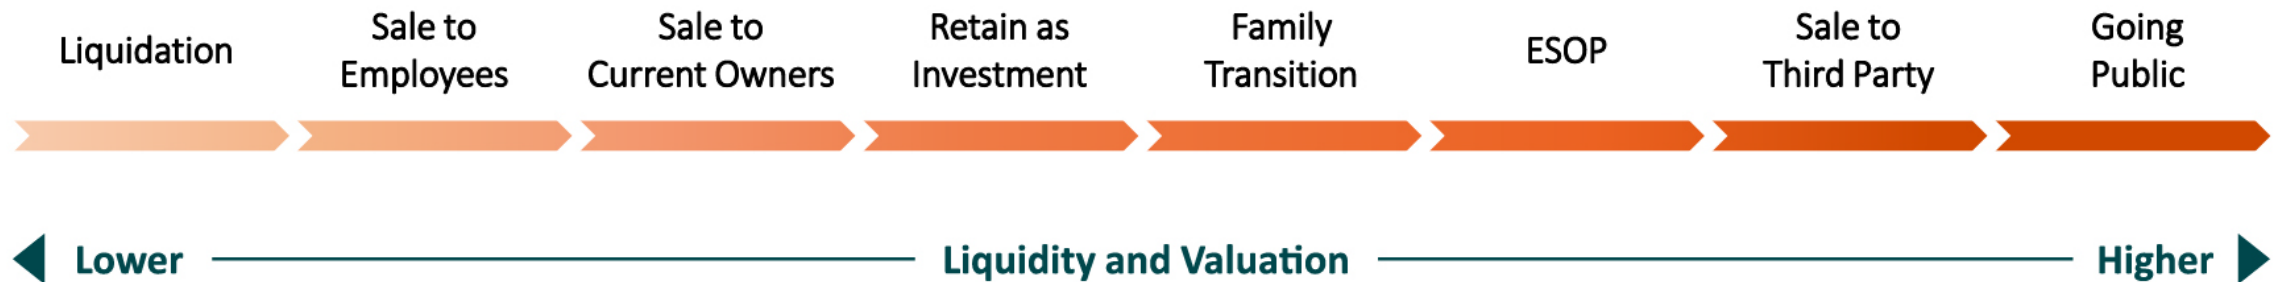 Liquidation
Sale to
Employees
Sale to
Current Owners
Retain as
Investment
Family
Transition
ESOP
Sale to
Third Party
Going
Public
Lower
Liquidity and Valuation
Higher